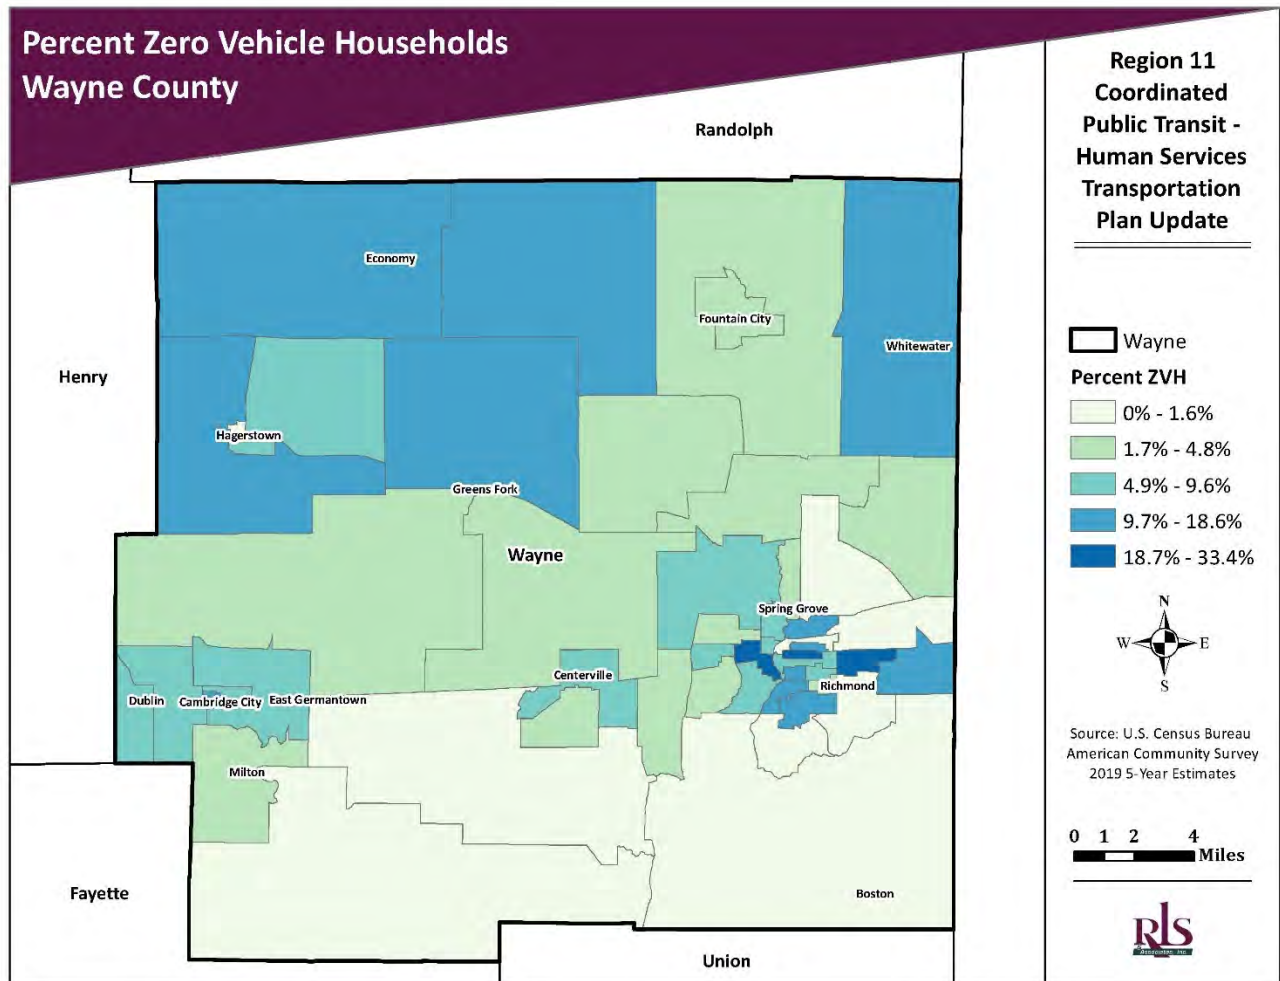 Percent Zero Vehicle Households
Wayne County
Region 11
Coordinated
Public Transit -
Human Services
Transportation
Plan Update
Randolph
Economy
Fountain City
Whitewater
Henry
Hagerstown
Greens Fork
Wayne
Spring Grove
Centerville
Richmond
Dublin
Cambridge City
East Germantown
Milton
Fayette
Boston
Union
Wayne
Percent ZVH
0% - 1.6%
1.7% - 4.8%
4.9% - 9.6%
9.7% - 18.6%
18.7% - 33.4%
N
W
E
S
Source: U.S. Census Bureau
American Community Survey
2019 5-Year Estimates
0 1 2 4
Miles
RLS
& Associates, Inc.